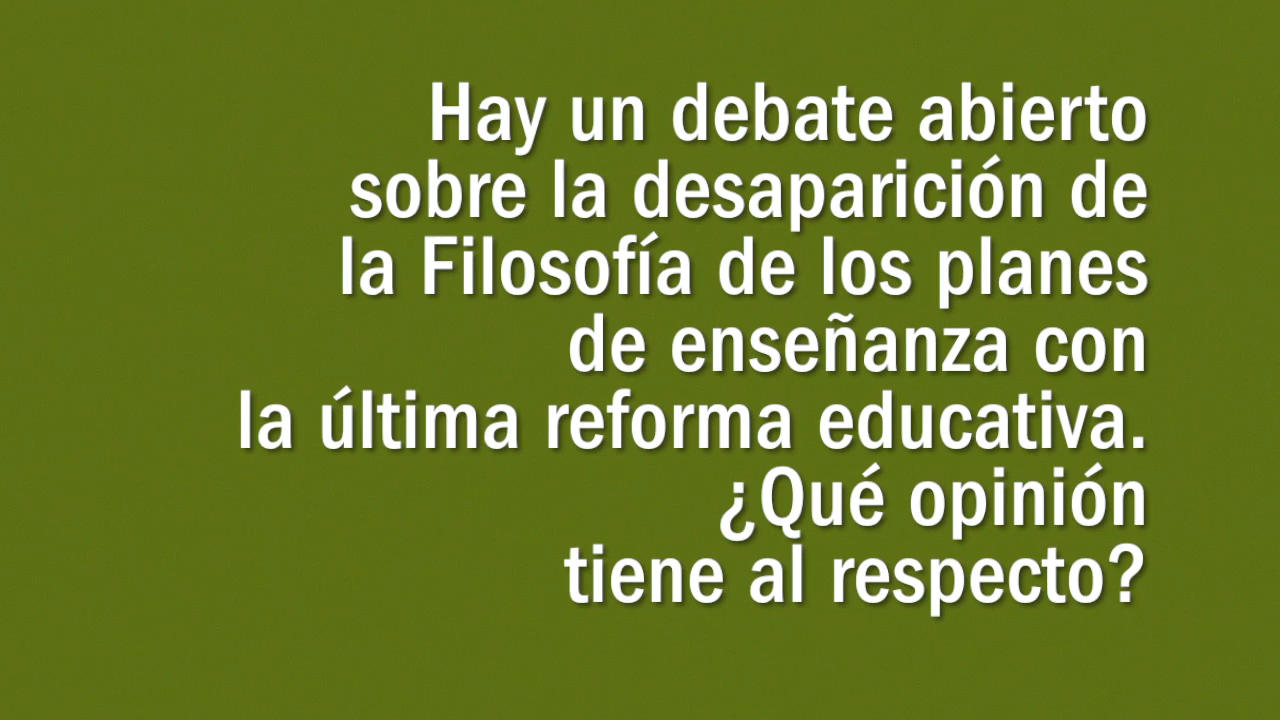 Hay un debate abierto
sobre la desaparición de
la Filosofía de los planes
de enseñanza con
la última reforma educativa.
¿Qué opinión
tiene al respecto?